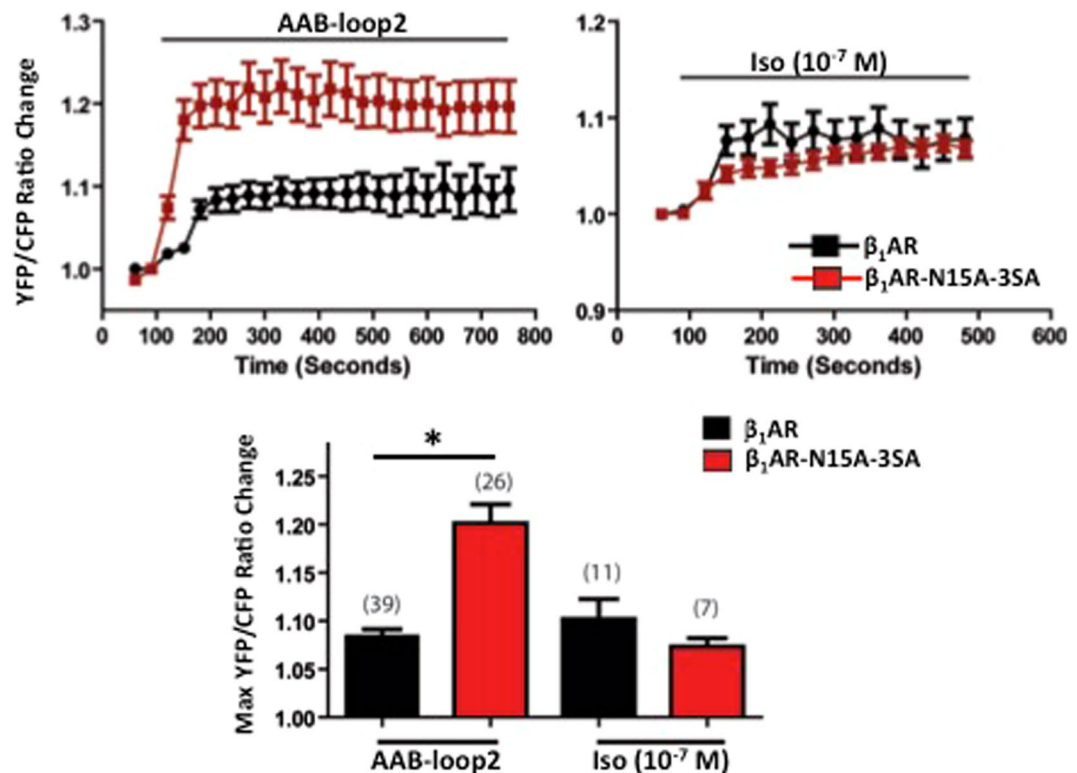 AAB-loop2
YFP/CFP Ratio Change
1.3
1.2
1.1
1.0
0 100 200 300 400 500 600 700 800
Time (Seconds)
Iso (10⁻⁷ M)
1.2
1.1
1.0
0.9
β₁AR
β₁AR-N15A-3SA
0 100 200 300 400 500 600
Time (Seconds)
Max YFP/CFP Ratio Change
1.25
1.20
1.15
1.10
1.05
1.00
*
(39)
(26)
(11)
(7)
β₁AR
β₁AR-N15A-3SA
AAB-loop2
Iso (10⁻⁷ M)